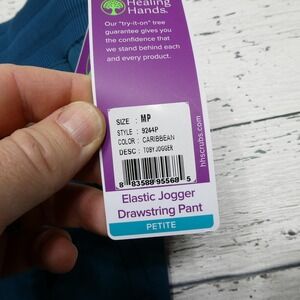 Healing
Hands.
Our "try-it-on" tree
guarantee gives you
the confidence that
we stand behind each
and every product.
SIZE : MP
STYLE : 9244P
COLOR : CARIBBEAN
DESC : TOBY JOGGER
8 83588 95560 5
Elastic Jogger
Drawstring Pant
PETITE
hhscrubs.com